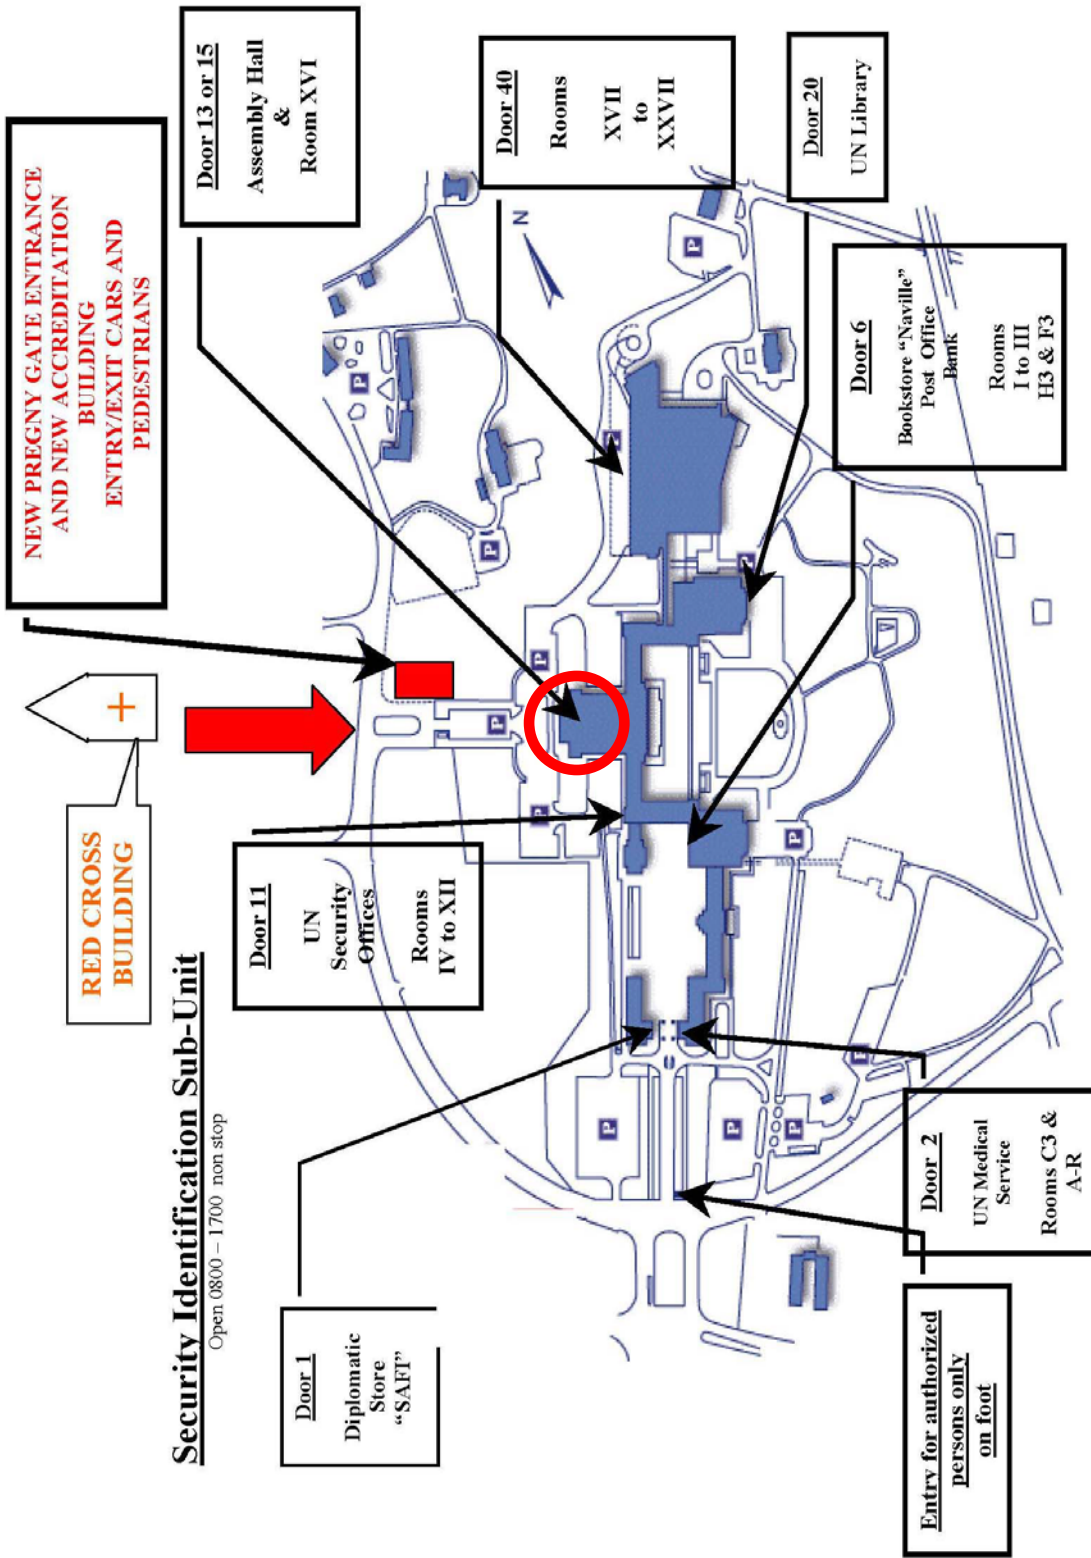 Security Identification Sub-Unit
Open 0800 – 1700 non stop
RED CROSS
BUILDING
NEW PREGNY GATE ENTRANCE
AND NEW ACCREDITATION
BUILDING
ENTRY/EXIT CARS AND
PEDESTRIANS
Door 1
Diplomatic
Store
“SAFI”
Door 11
UN
Security
Offices
Rooms
IV to XII
Door 13 or 15
Assembly Hall
&
Room XVI
Door 40
Rooms
XVII
to
XXVII
Door 20
UN Library
Door 6
Bookstore “Naville”
Post Office
Bank
Rooms
I to III
H3 & F3
Door 2
UN Medical
Service
Rooms C3 &
A-R
Entry for authorized
persons only
on foot
N
P
P
P
P
P
P
P
P
P
P
P
P
P
P